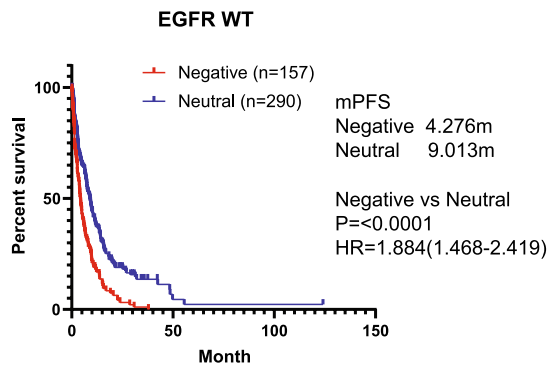 EGFR WT
Negative (n=157)
Neutral (n=290)
mPFS
Negative 4.276m
Neutral 9.013m
Negative vs Neutral
P=<0.0001
HR=1.884(1.468-2.419)
Percent survival
100
50
0
0 50 100 150
Month